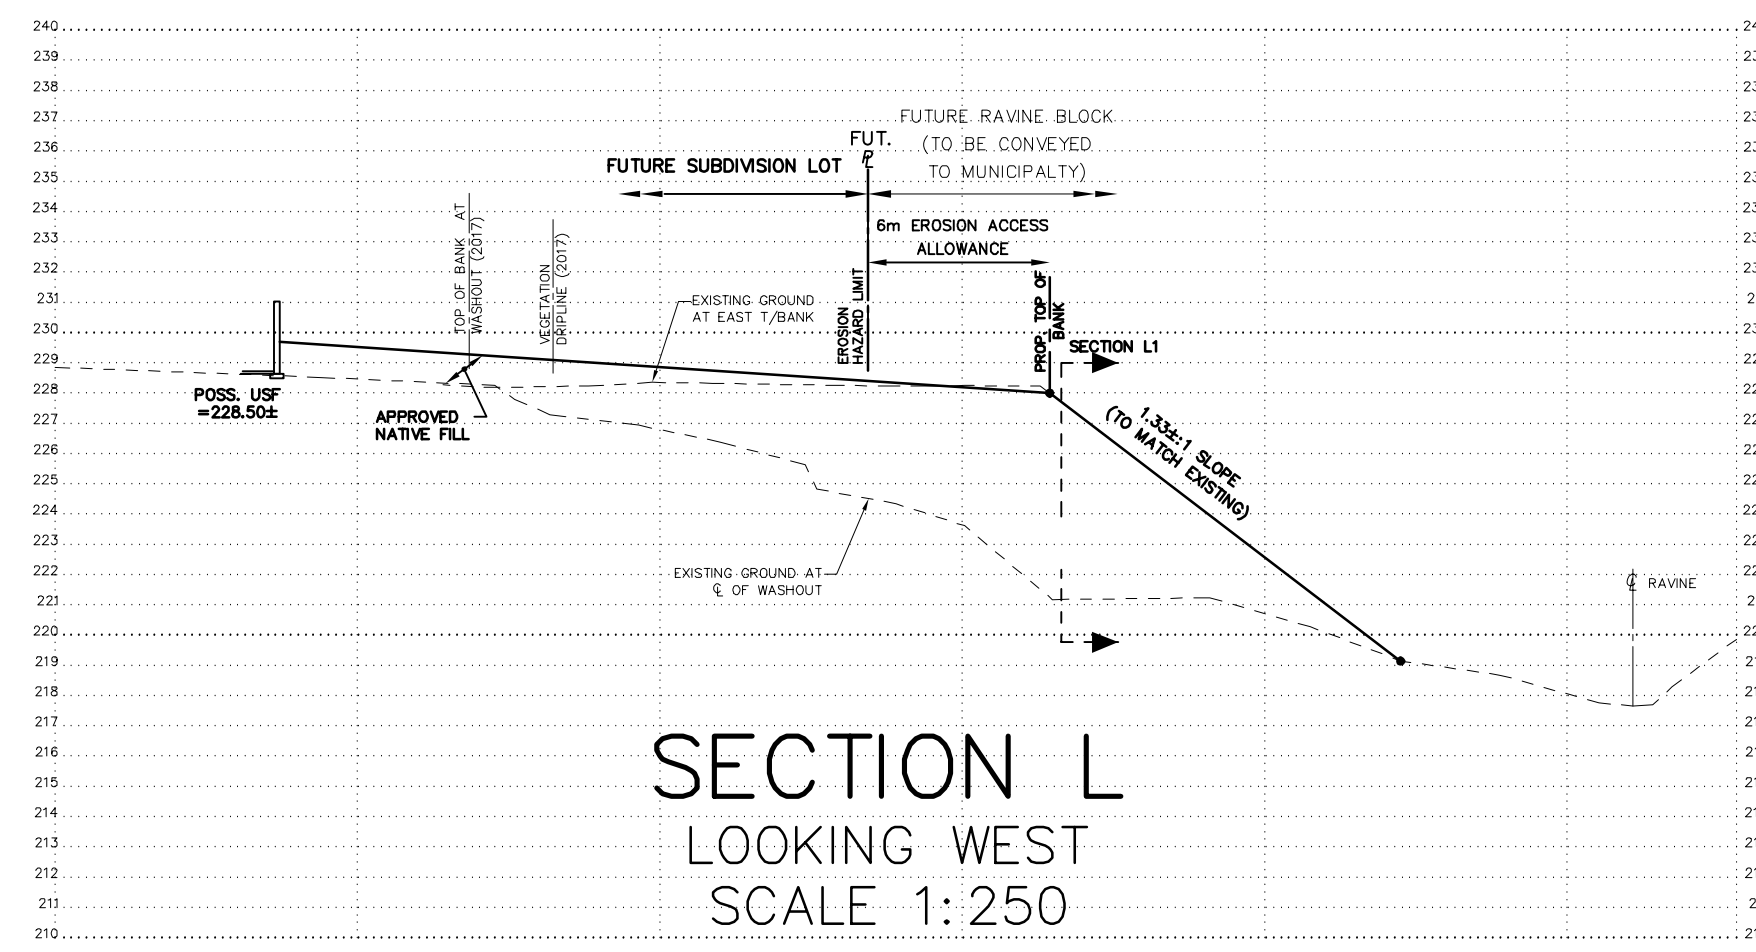 240
239
238
237
236
235
234
233
232
231
230
229
228
227
226
225
224
223
222
221
220
219
218
217
216
215
214
213
212
211
210
FUTURE RAVINE BLOCK
(TO BE CONVEYED
TO MUNICIPALTY)
FUT.
FUTURE SUBDIVISION LOT
6m EROSION ACCESS
ALLOWANCE
TOP OF BANK AT
WASHOUT (2017)
VEGETATION
DRIPLINE (2017)
EXISTING GROUND
AT EAST T/BANK
EROSION
HAZARD LIMIT
PROP. TOP OF
BANK
SECTION L1
POSS. USF
=228.50±
APPROVED
NATIVE FILL
1.33±:1 SLOPE
(TO MATCH EXISTING)
EXISTING GROUND AT
℄ OF WASHOUT
℄ RAVINE
SECTION L
LOOKING WEST
SCALE 1:250